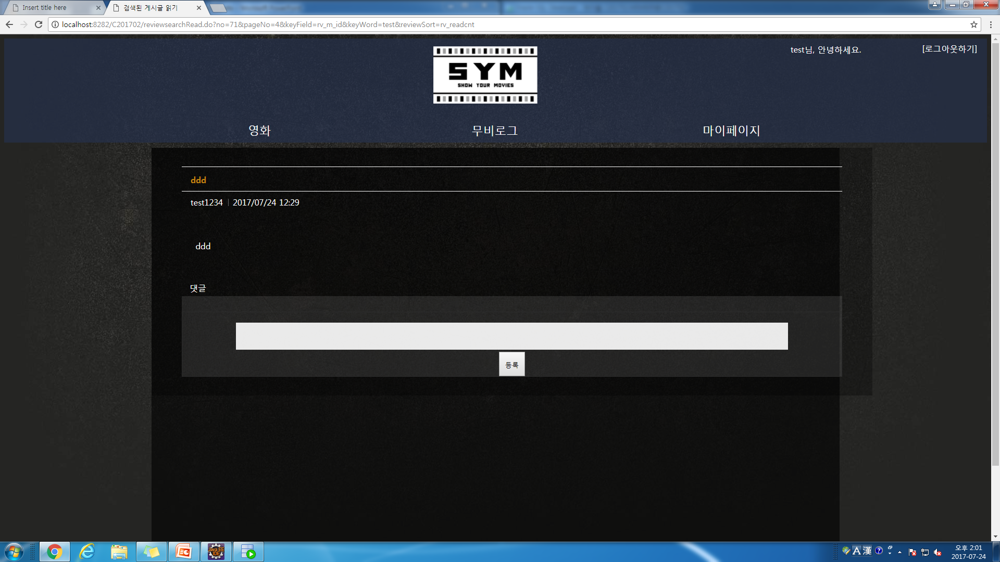 Insert title here
검색된 게시글 읽기
localhost:8282/C201702/reviewsearchRead.do?no=71&pageNo=4&keyField=rv_m_id&keyWord=test&reviewSort=rv_readcnt
test님, 안녕하세요.
[로그아웃하기]
SYM
SHOW YOUR MOVIES
영화
무비로그
마이페이지
ddd
test1234
2017/07/24 12:29
ddd
댓글
등록
Java EE
IDE
A 漢
오후 2:01
2017-07-24